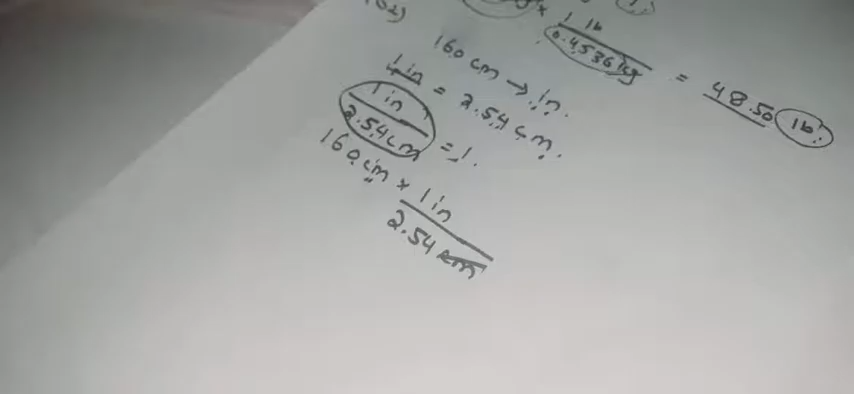 × 1 lb / 0.4536 kg = 48.50 lb.
160 cm → in.
1 in = 2.54 cm.
1 in / 2.54 cm = 1.
160 cm × 1 in / 2.54 cm